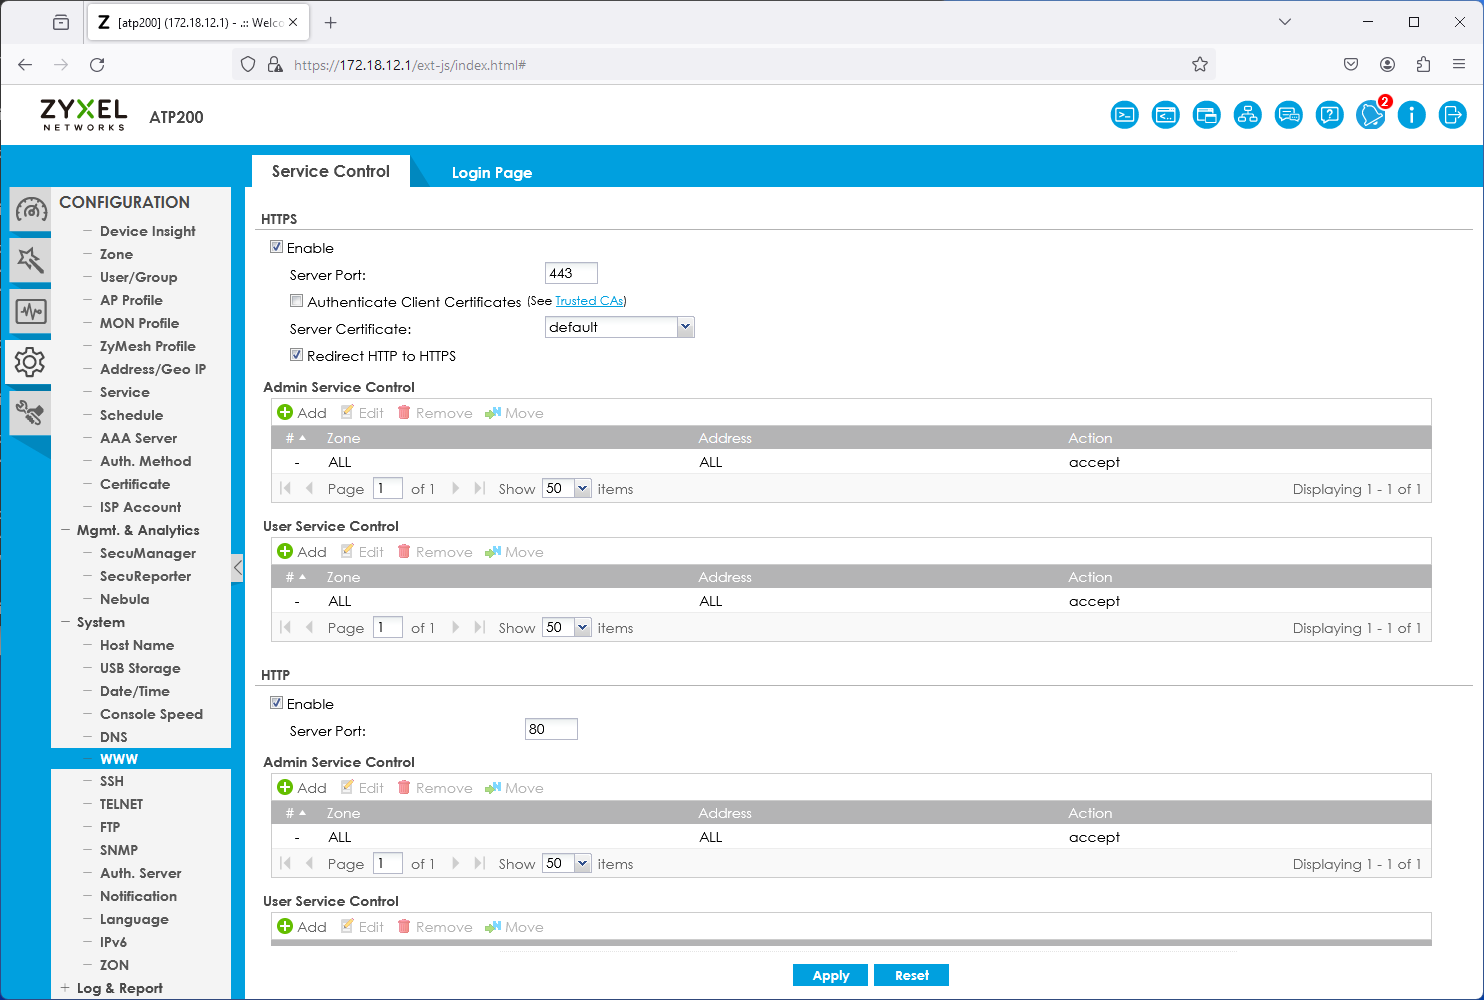 [atp200] (172.18.12.1) - .:: Welco
https://172.18.12.1/ext-js/index.html#
ZYXEL
NETWORKS
ATP200
2
Service Control
Login Page
CONFIGURATION
Device Insight
Zone
User/Group
AP Profile
MON Profile
ZyMesh Profile
Address/Geo IP
Service
Schedule
AAA Server
Auth. Method
Certificate
ISP Account
Mgmt. & Analytics
SecuManager
SecuReporter
Nebula
System
Host Name
USB Storage
Date/Time
Console Speed
DNS
WWW
SSH
TELNET
FTP
SNMP
Auth. Server
Notification
Language
IPv6
ZON
Log & Report
HTTPS
Enable
Server Port: 443
Authenticate Client Certificates (See Trusted CAs)
Server Certificate: default
Redirect HTTP to HTTPS
Admin Service Control
Add Edit Remove Move
# Zone Address Action
- ALL ALL accept
Page 1 of 1 Show 50 items Displaying 1 - 1 of 1
User Service Control
Add Edit Remove Move
# Zone Address Action
- ALL ALL accept
Page 1 of 1 Show 50 items Displaying 1 - 1 of 1
HTTP
Enable
Server Port: 80
Admin Service Control
Add Edit Remove Move
# Zone Address Action
- ALL ALL accept
Page 1 of 1 Show 50 items Displaying 1 - 1 of 1
User Service Control
Add Edit Remove Move
Apply Reset